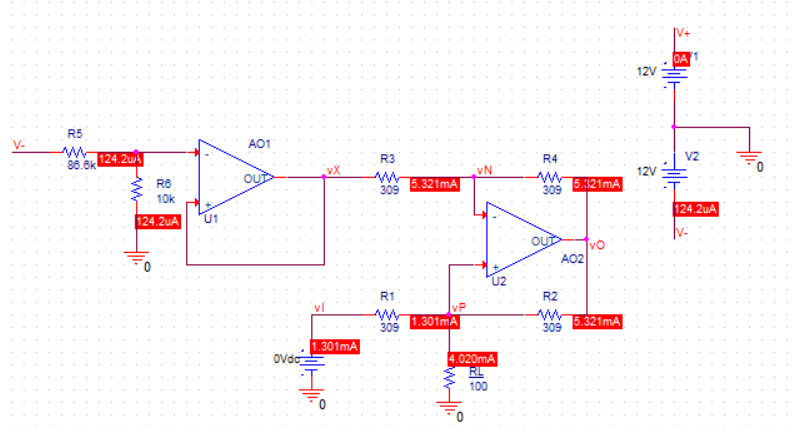 V+
0A
12V
V-
R5
86.6k
124.2uA
R6
10k
124.2uA
0
AO1
-
+
OUT
U1
vX
R3
309
5.321mA
vN
R4
309
5.321mA
-
+
OUT
AO2
U2
vO
12V
V2
0
124.2uA
V-
vI
R1
309
vP
1.301mA
R2
309
5.321mA
0Vdc
1.301mA
0
4.020mA
RL
100
0